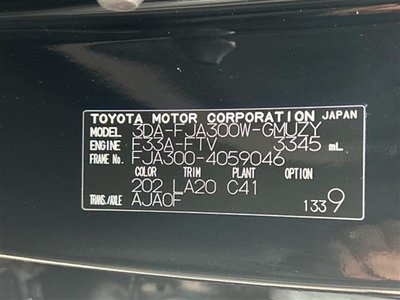 TOYOTA MOTOR CORPORATION JAPAN
MODEL 3DA-FJA300W-GMUZY
ENGINE F33A-FTV 3345 mL
FRAME No. FJA300-4059046
COLOR TRIM PLANT OPTION
202 LA20 C41
TRANS./AXLE AJA0F
1339